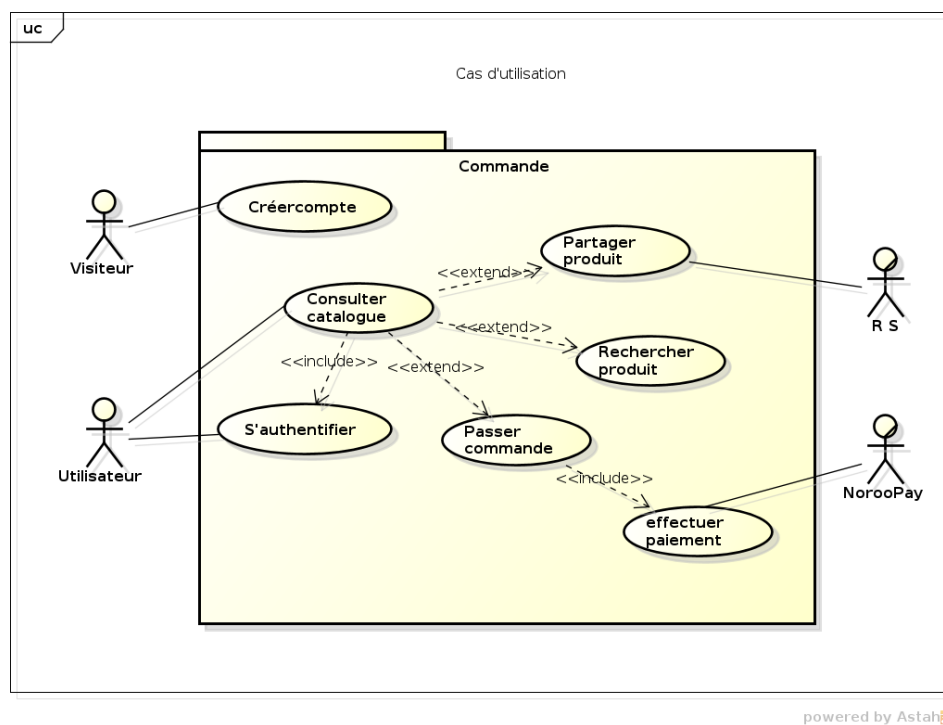 uc
Cas d'utilisation
Commande
Créercompte
Visiteur
Partager
produit
<<extend>>
R S
Consulter
catalogue
<<extend>>
Rechercher
produit
<<include>>
<<extend>>
S'authentifier
Utilisateur
Passer
commande
<<include>>
NorooPay
effectuer
paiement
powered by Astah